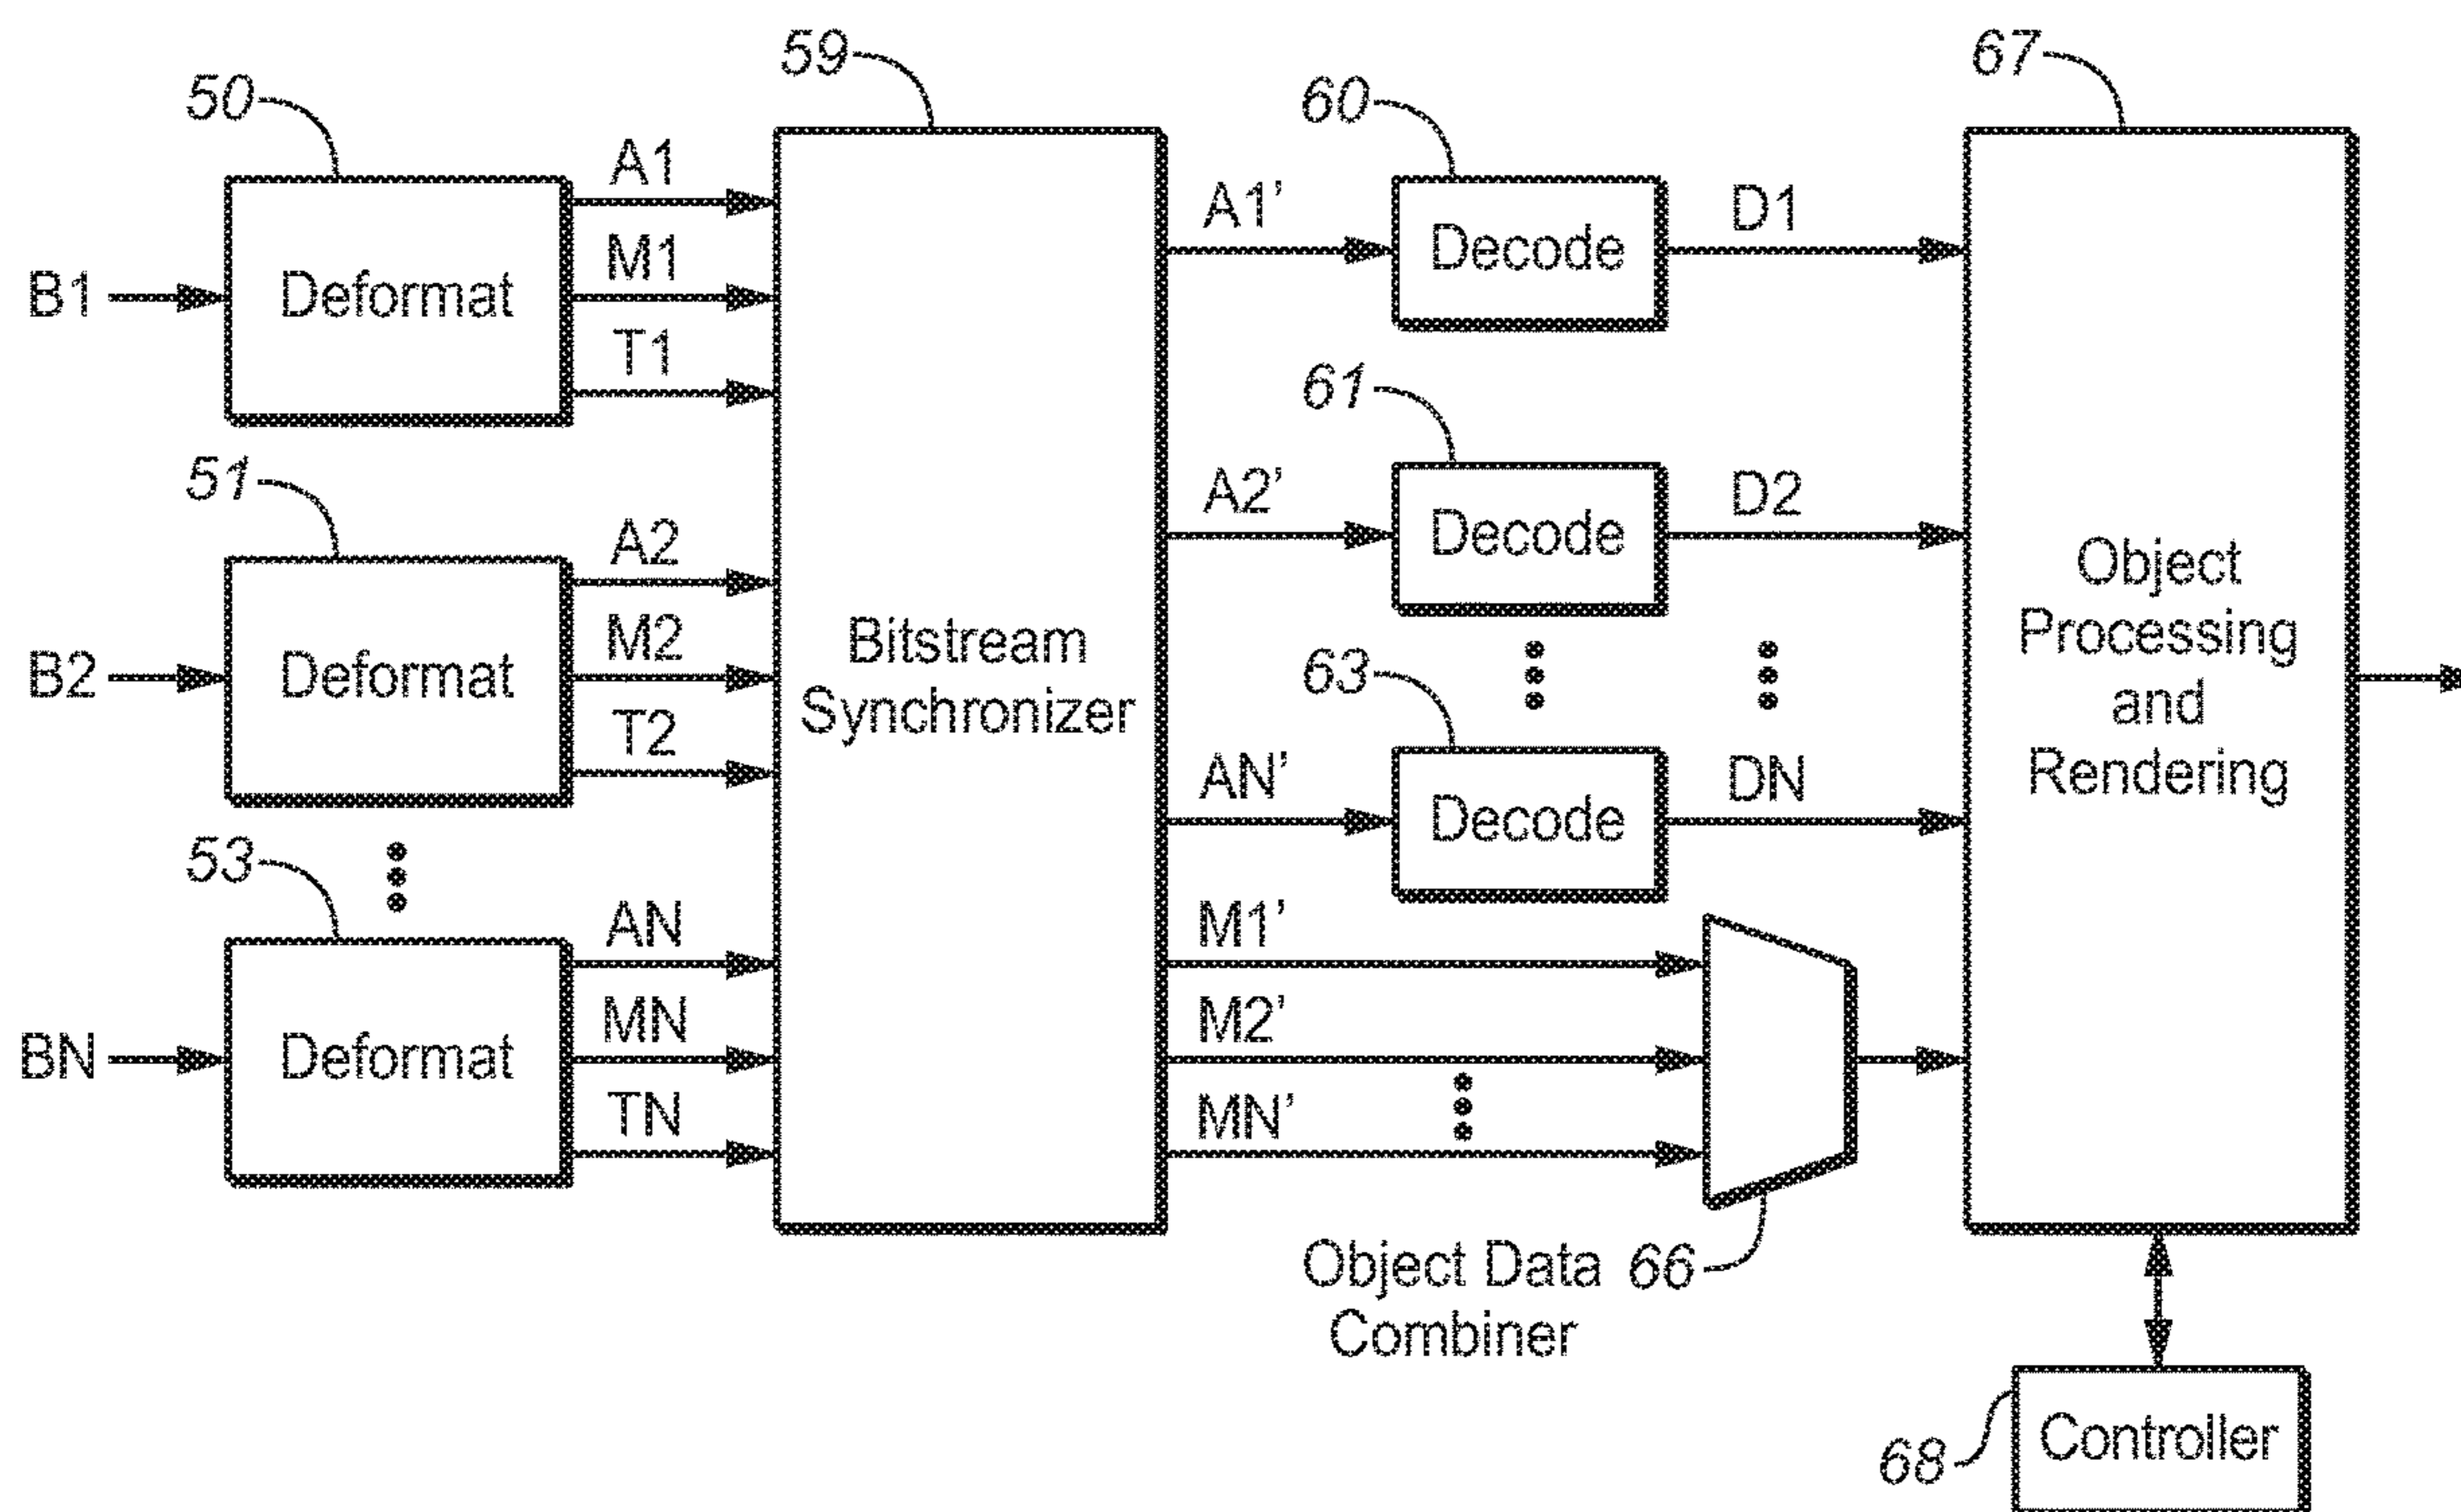 59
67
50
60
A1
A1’
D1
Decode
M1
B1
Deformat
T1
61
51
A2’
D2
Decode
A2
Object
Processing
and
Rendering
M2
Bitstream
Synchronizer
B2
Deformat
63
T2
AN’
DN
Decode
53
AN
M1’
MN
M2’
BN
Deformat
TN
MN’
Object Data 66
Combiner
68
Controller